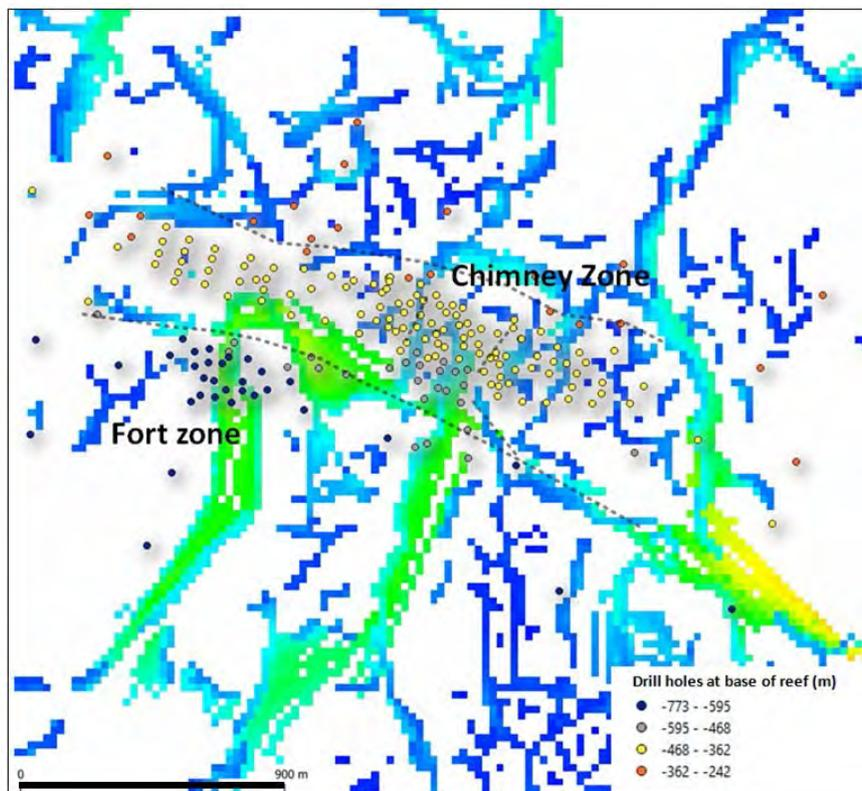 Chimney Zone
Fort zone
Drill holes at base of reef (m)
-773 - -595
-595 - -468
-468 - -362
-362 - -242
0 900 m